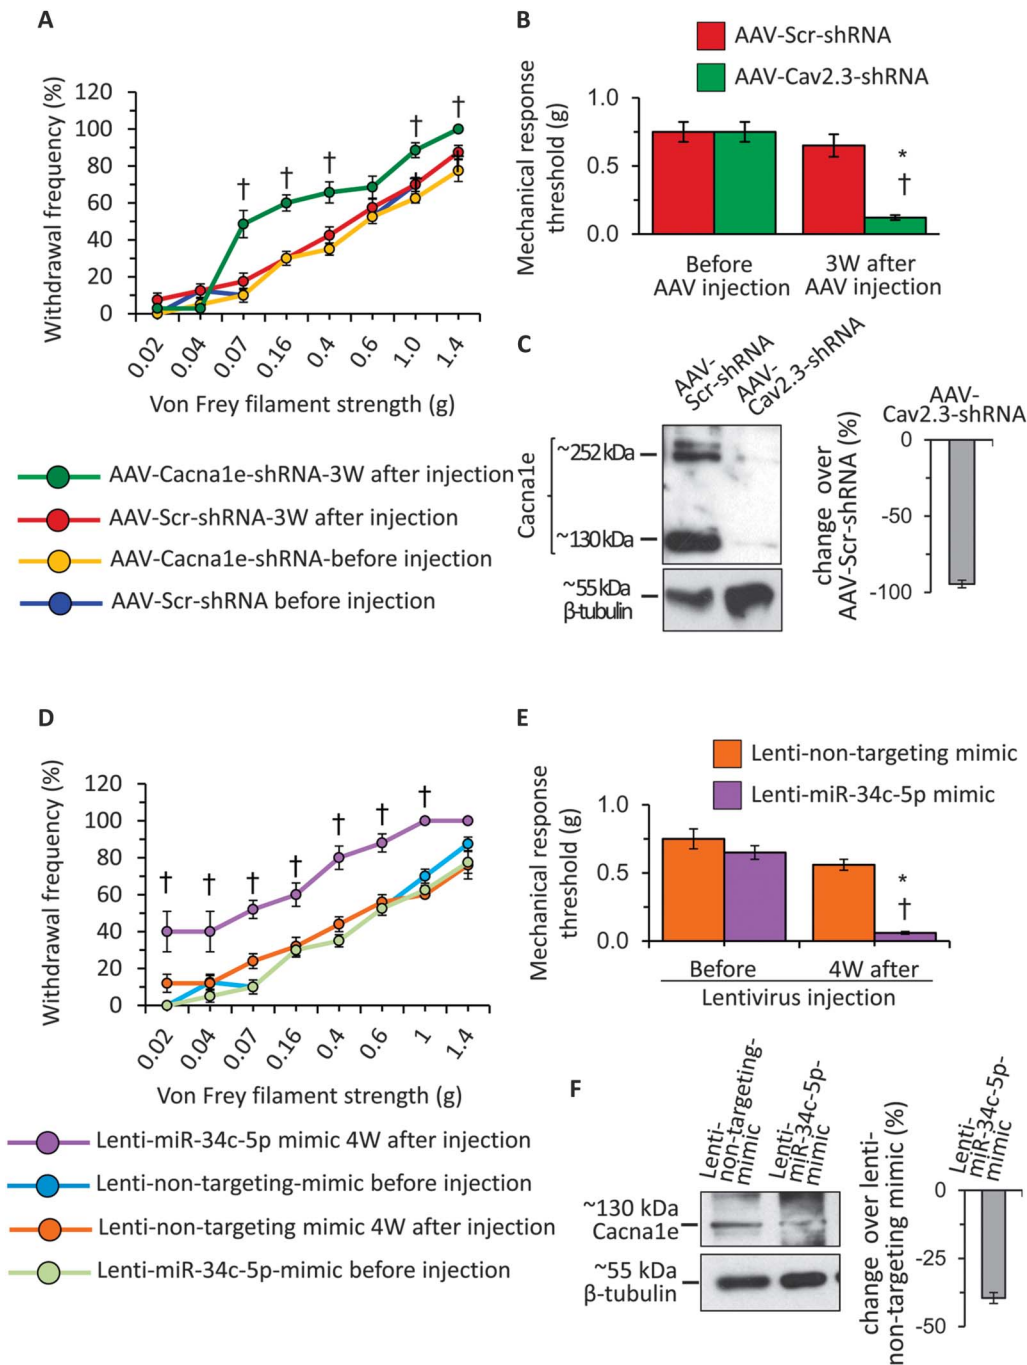 A
Withdrawal frequency (%)
120
100
80
60
40
20
0
† † † † †
0.02 0.04 0.07 0.16 0.4 0.6 1.0 1.4
Von Frey filament strength (g)
AAV-Cacna1e-shRNA-3W after injection
AAV-Scr-shRNA-3W after injection
AAV-Cacna1e-shRNA-before injection
AAV-Scr-shRNA before injection
B
AAV-Scr-shRNA
AAV-Cav2.3-shRNA
Mechanical response
threshold (g)
1.0
0.5
0.0
*
†
Before
AAV injection
3W after
AAV injection
C
AAV-
Scr-shRNA
AAV-
Cav2.3-shRNA
Cacna1e
~252 kDa
~130 kDa
~55 kDa
β-tubulin
AAV-
Cav2.3-shRNA
change over
AAV-Scr-shRNA (%)
0
-50
-100
D
Withdrawal frequency (%)
120
100
80
60
40
20
0
† † † † † † †
0.02 0.04 0.07 0.16 0.4 0.6 1 1.4
Von Frey filament strength (g)
Lenti-miR-34c-5p mimic 4W after injection
Lenti-non-targeting-mimic before injection
Lenti-non-targeting mimic 4W after injection
Lenti-miR-34c-5p-mimic before injection
E
Lenti-non-targeting mimic
Lenti-miR-34c-5p mimic
Mechanical response
threshold (g)
1.0
0.5
0.0
*
†
Before
4W after
Lentivirus injection
F
Lenti-
non-targeting-
mimic
Lenti-
miR-34c-5p-
mimic
~130 kDa
Cacna1e
~55 kDa
β-tubulin
Lenti-
miR-34c-5p-
mimic
change over lenti-
non-targeting mimic (%)
0
-25
-50